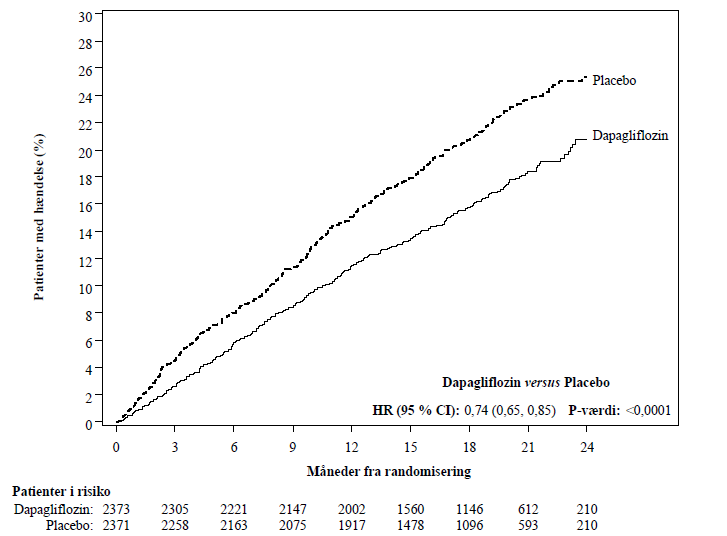 30
28
26
24
22
20
18
16
14
12
10
8
6
4
2
0
Patienter med hændelse (%)
Placebo
Dapagliflozin
Dapagliflozin versus Placebo
HR (95 % CI): 0,74 (0,65, 0,85) P-værdi: <0,0001
0 3 6 9 12 15 18 21 24
Måneder fra randomisering
Patienter i risiko
Dapagliflozin: 2373 2305 2221 2147 2002 1560 1146 612 210
Placebo: 2371 2258 2163 2075 1917 1478 1096 593 210